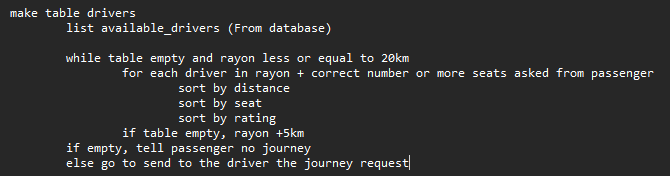 make table drivers
list available_drivers (From database)
while table empty and rayon less or equal to 20km
for each driver in rayon + correct number or more seats asked from passenger
sort by distance
sort by seat
sort by rating
if table empty, rayon +5km
if empty, tell passenger no journey
else go to send to the driver the journey request